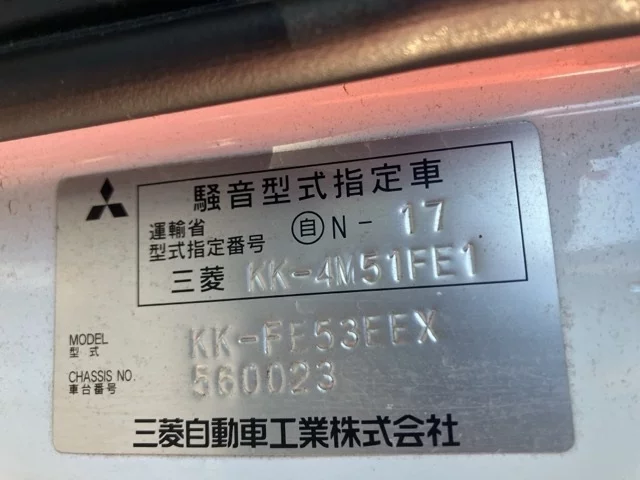 騒音型式指定車
運輸省
型式指定番号 自N- 17
三菱 KK-4M51FE1
MODEL
型式 KK-FE53EEX
CHASSIS NO.
車台番号 560023
三菱自動車工業株式会社